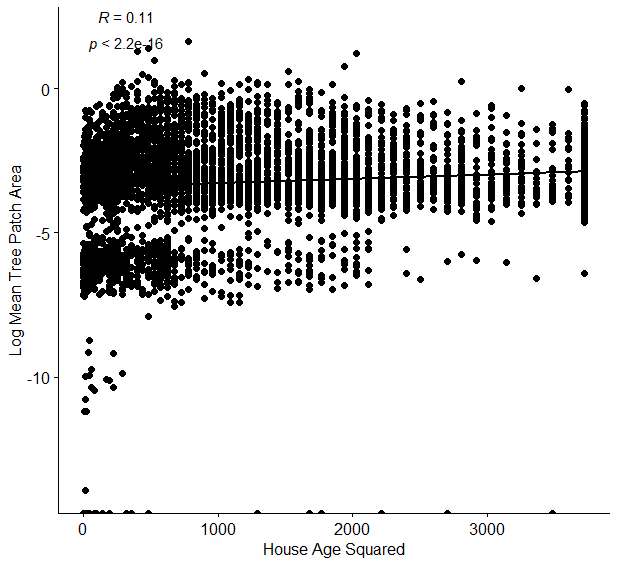 R = 0.11
p < 2.2e-16
0
-5
-10
Log Mean Tree Patch Area
0 1000 2000 3000
House Age Squared